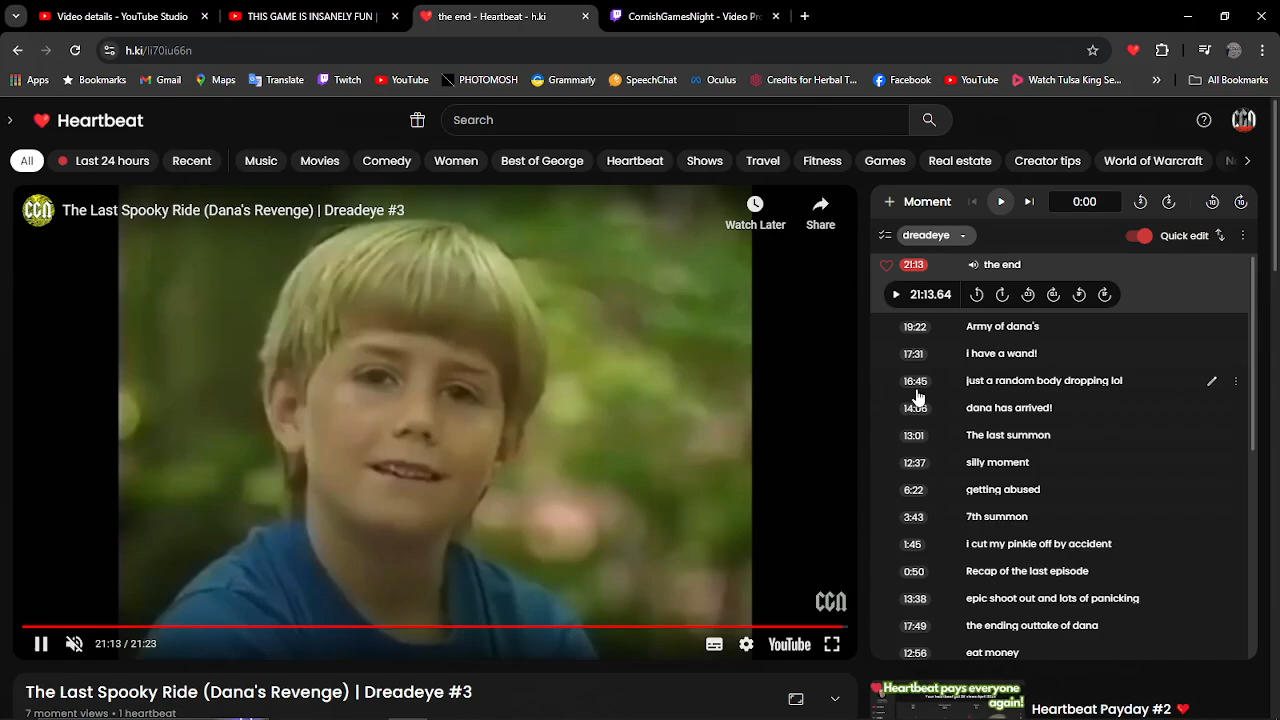 Video details - YouTube Studio
THIS GAME IS INSANELY FUN |
the end - Heartbeat - h.ki
CornishGamesNight - Video Pr
h.ki/li70iu66n
Apps
Bookmarks
Gmail
Maps
Translate
Twitch
YouTube
PHOTOMOSH
Grammarly
SpeechChat
Oculus
Credits for Herbal T...
Facebook
YouTube
Watch Tulsa King Se...
All Bookmarks
Heartbeat
Search
CGN
All
Last 24 hours
Recent
Music
Movies
Comedy
Women
Best of George
Heartbeat
Shows
Travel
Fitness
Games
Real estate
Creator tips
World of Warcraft
CGN
The Last Spooky Ride (Dana's Revenge) | Dreadeye #3
Watch Later
Share
CGN
21:13 / 21:23
YouTube
The Last Spooky Ride (Dana's Revenge) | Dreadeye #3
7 moment views • 1 heartbeat
+ Moment
0:00
5
5
10
10
dreadeye
Quick edit
21:13 the end
21:13.64
19:22 Army of dana's
17:31 i have a wand!
16:45 just a random body dropping lol
14:06 dana has arrived!
13:01 The last summon
12:37 silly moment
6:22 getting abused
3:43 7th summon
1:45 i cut my pinkie off by accident
0:50 Recap of the last episode
13:38 epic shoot out and lots of panicking
17:49 the ending outtake of dana
12:56 eat money
Heartbeat pays everyone
again!
Heartbeat Payday #2